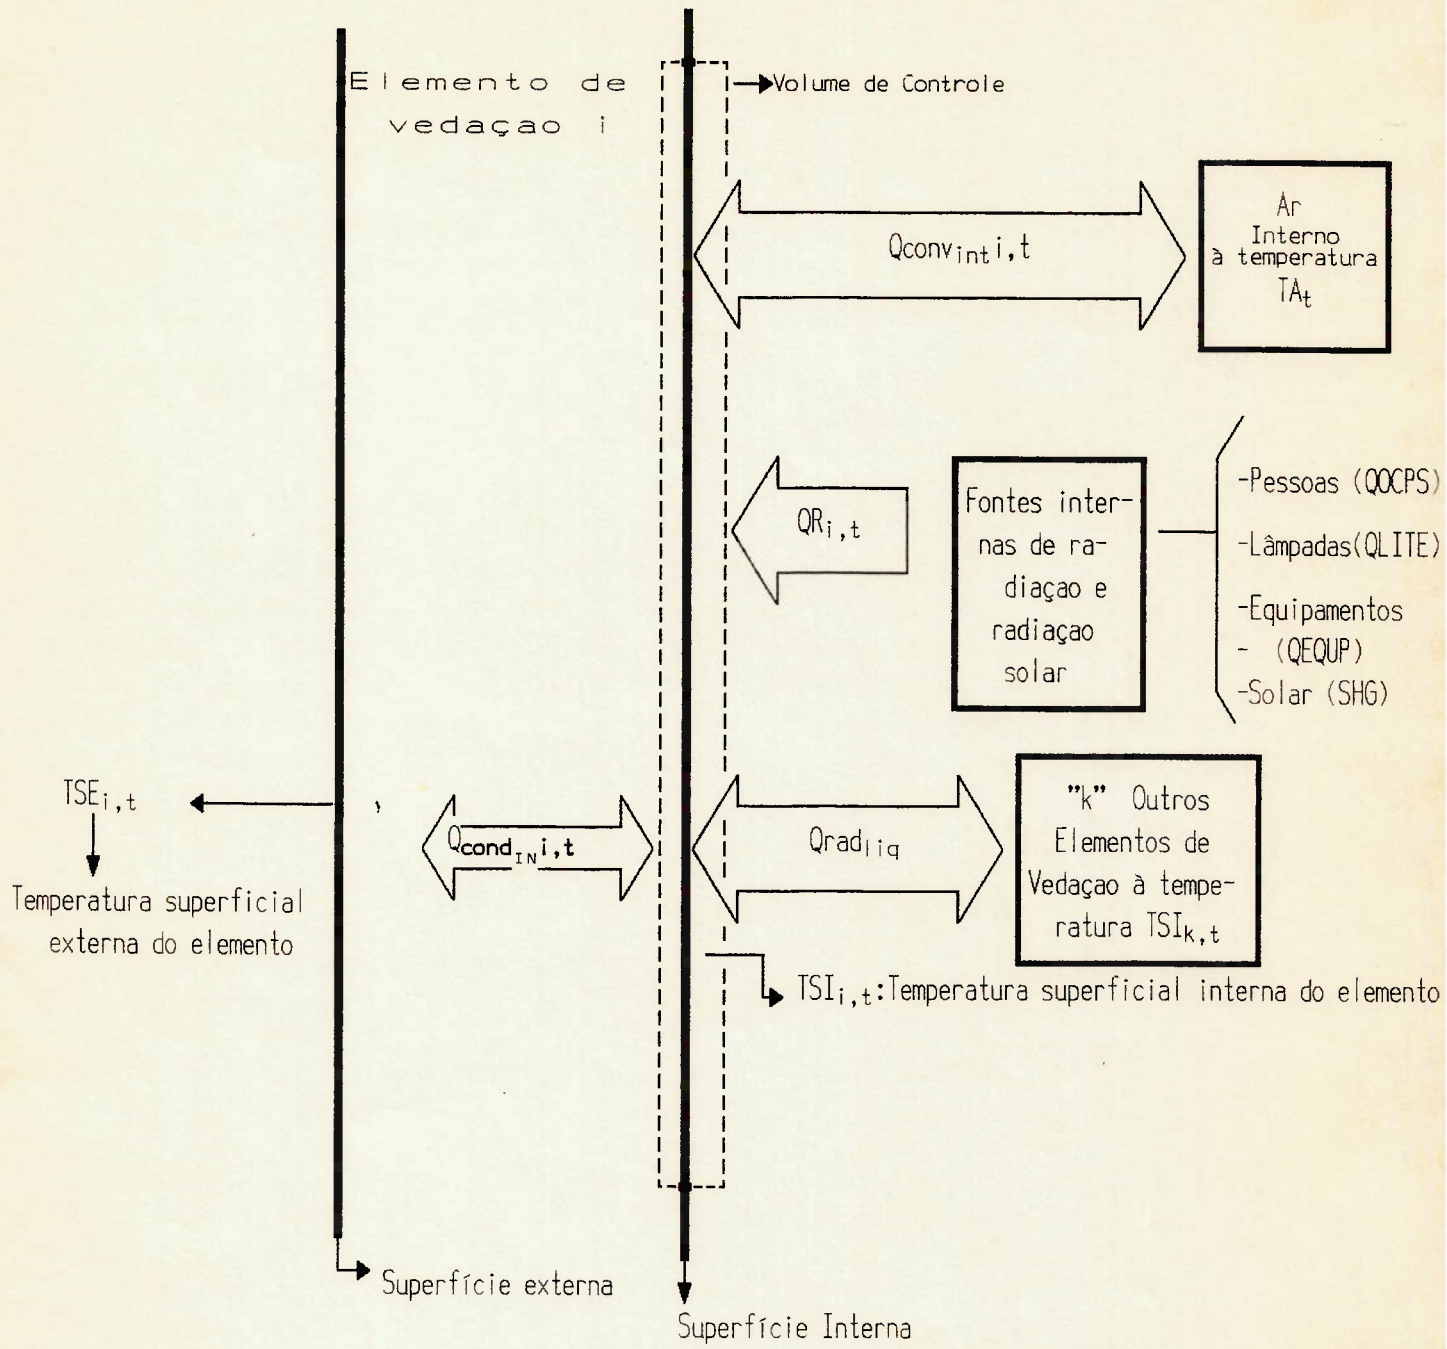 Elemento de
vedaçao i
Volume de Controle
Qconvint i,t
Ar
Interno
à temperatura
TAt
QRi,t
Fontes inter-
nas de ra-
diaçao e
radiaçao
solar
-Pessoas (QOCPS)
-Lâmpadas(QLITE)
-Equipamentos
- (QEQUP)
-Solar (SHG)
TSEi,t
Temperatura superficial
externa do elemento
QcondIN i,t
Qradliq
"k" Outros
Elementos de
Vedaçao à tempe-
ratura TSIk,t
TSIi,t:Temperatura superficial interna do elemento
Superfície externa
Superfície Interna